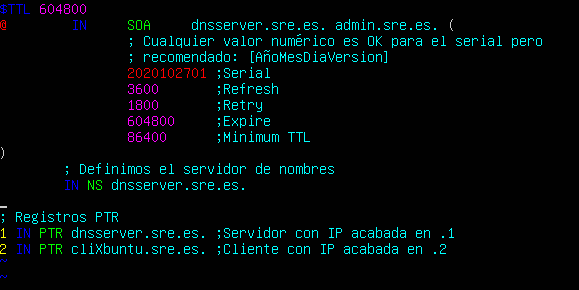 $TTL 604800
@ IN SOA dnsserver.sre.es. admin.sre.es. (
; Cualquier valor numérico es OK para el serial pero
; recomendado: [AñoMesDiaVersion]
2020102701 ;Serial
3600 ;Refresh
1800 ;Retry
604800 ;Expire
86400 ;Minimum TTL
)
; Definimos el servidor de nombres
IN NS dnsserver.sre.es.
; Registros PTR
1 IN PTR dnsserver.sre.es. ;Servidor con IP acabada en .1
2 IN PTR cliXbuntu.sre.es. ;Cliente con IP acabada en .2
~
~